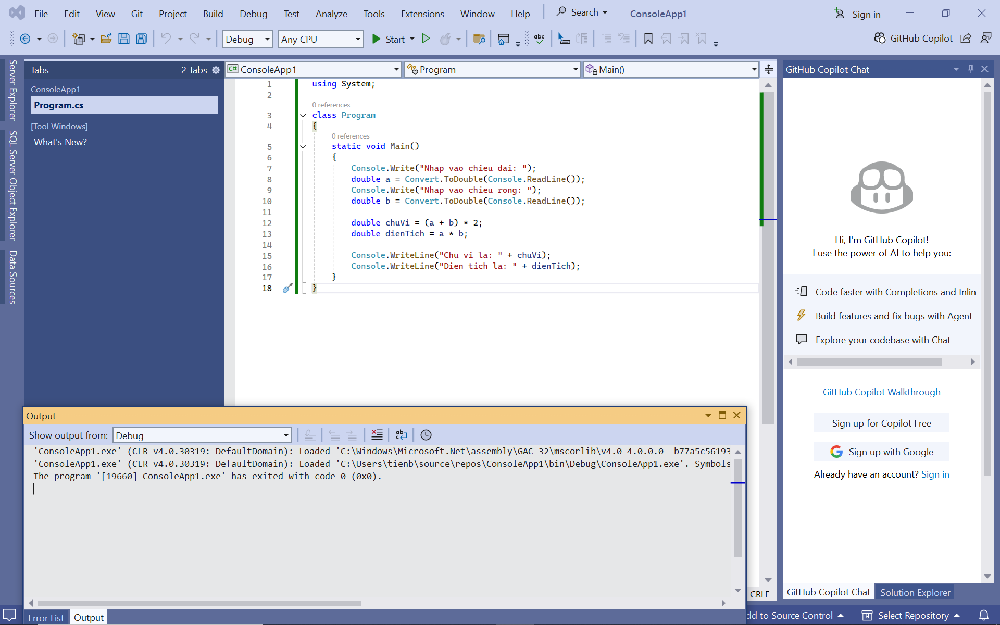 File Edit View Git Project Build Debug Test Analyze Tools Extensions Window Help Search ConsoleApp1 Sign in
Debug Any CPU Start abc GitHub Copilot
Server Explorer
SQL Server Object Explorer
Data Sources
Tabs 2 Tabs
ConsoleApp1
Program.cs
[Tool Windows]
What's New?
C# ConsoleApp1 Program Main()
1 using System;
2
0 references
3 class Program
4 {
0 references
5 static void Main()
6 {
7 Console.Write("Nhap vao chieu dai: ");
8 double a = Convert.ToDouble(Console.ReadLine());
9 Console.Write("Nhap vao chieu rong: ");
10 double b = Convert.ToDouble(Console.ReadLine());
11
12 double chuVi = (a + b) * 2;
13 double dienTich = a * b;
14
15 Console.WriteLine("Chu vi la: " + chuVi);
16 Console.WriteLine("Dien tich la: " + dienTich);
17 }
18 }
Output
Show output from: Debug
'ConsoleApp1.exe' (CLR v4.0.30319: DefaultDomain): Loaded 'C:\Windows\Microsoft.Net\assembly\GAC_32\mscorlib\v4.0_4.0.0.0__b77a5c56193
'ConsoleApp1.exe' (CLR v4.0.30319: DefaultDomain): Loaded 'C:\Users\tienb\source\repos\ConsoleApp1\bin\Debug\ConsoleApp1.exe'. Symbols
The program '[19660] ConsoleApp1.exe' has exited with code 0 (0x0).
Error List Output
CRLF
GitHub Copilot Chat
Hi, I'm GitHub Copilot!
I use the power of AI to help you:
Code faster with Completions and Inlin
Build features and fix bugs with Agent
Explore your codebase with Chat
GitHub Copilot Walkthrough
Sign up for Copilot Free
Sign up with Google
Already have an account? Sign in
GitHub Copilot Chat Solution Explorer
dd to Source Control Select Repository